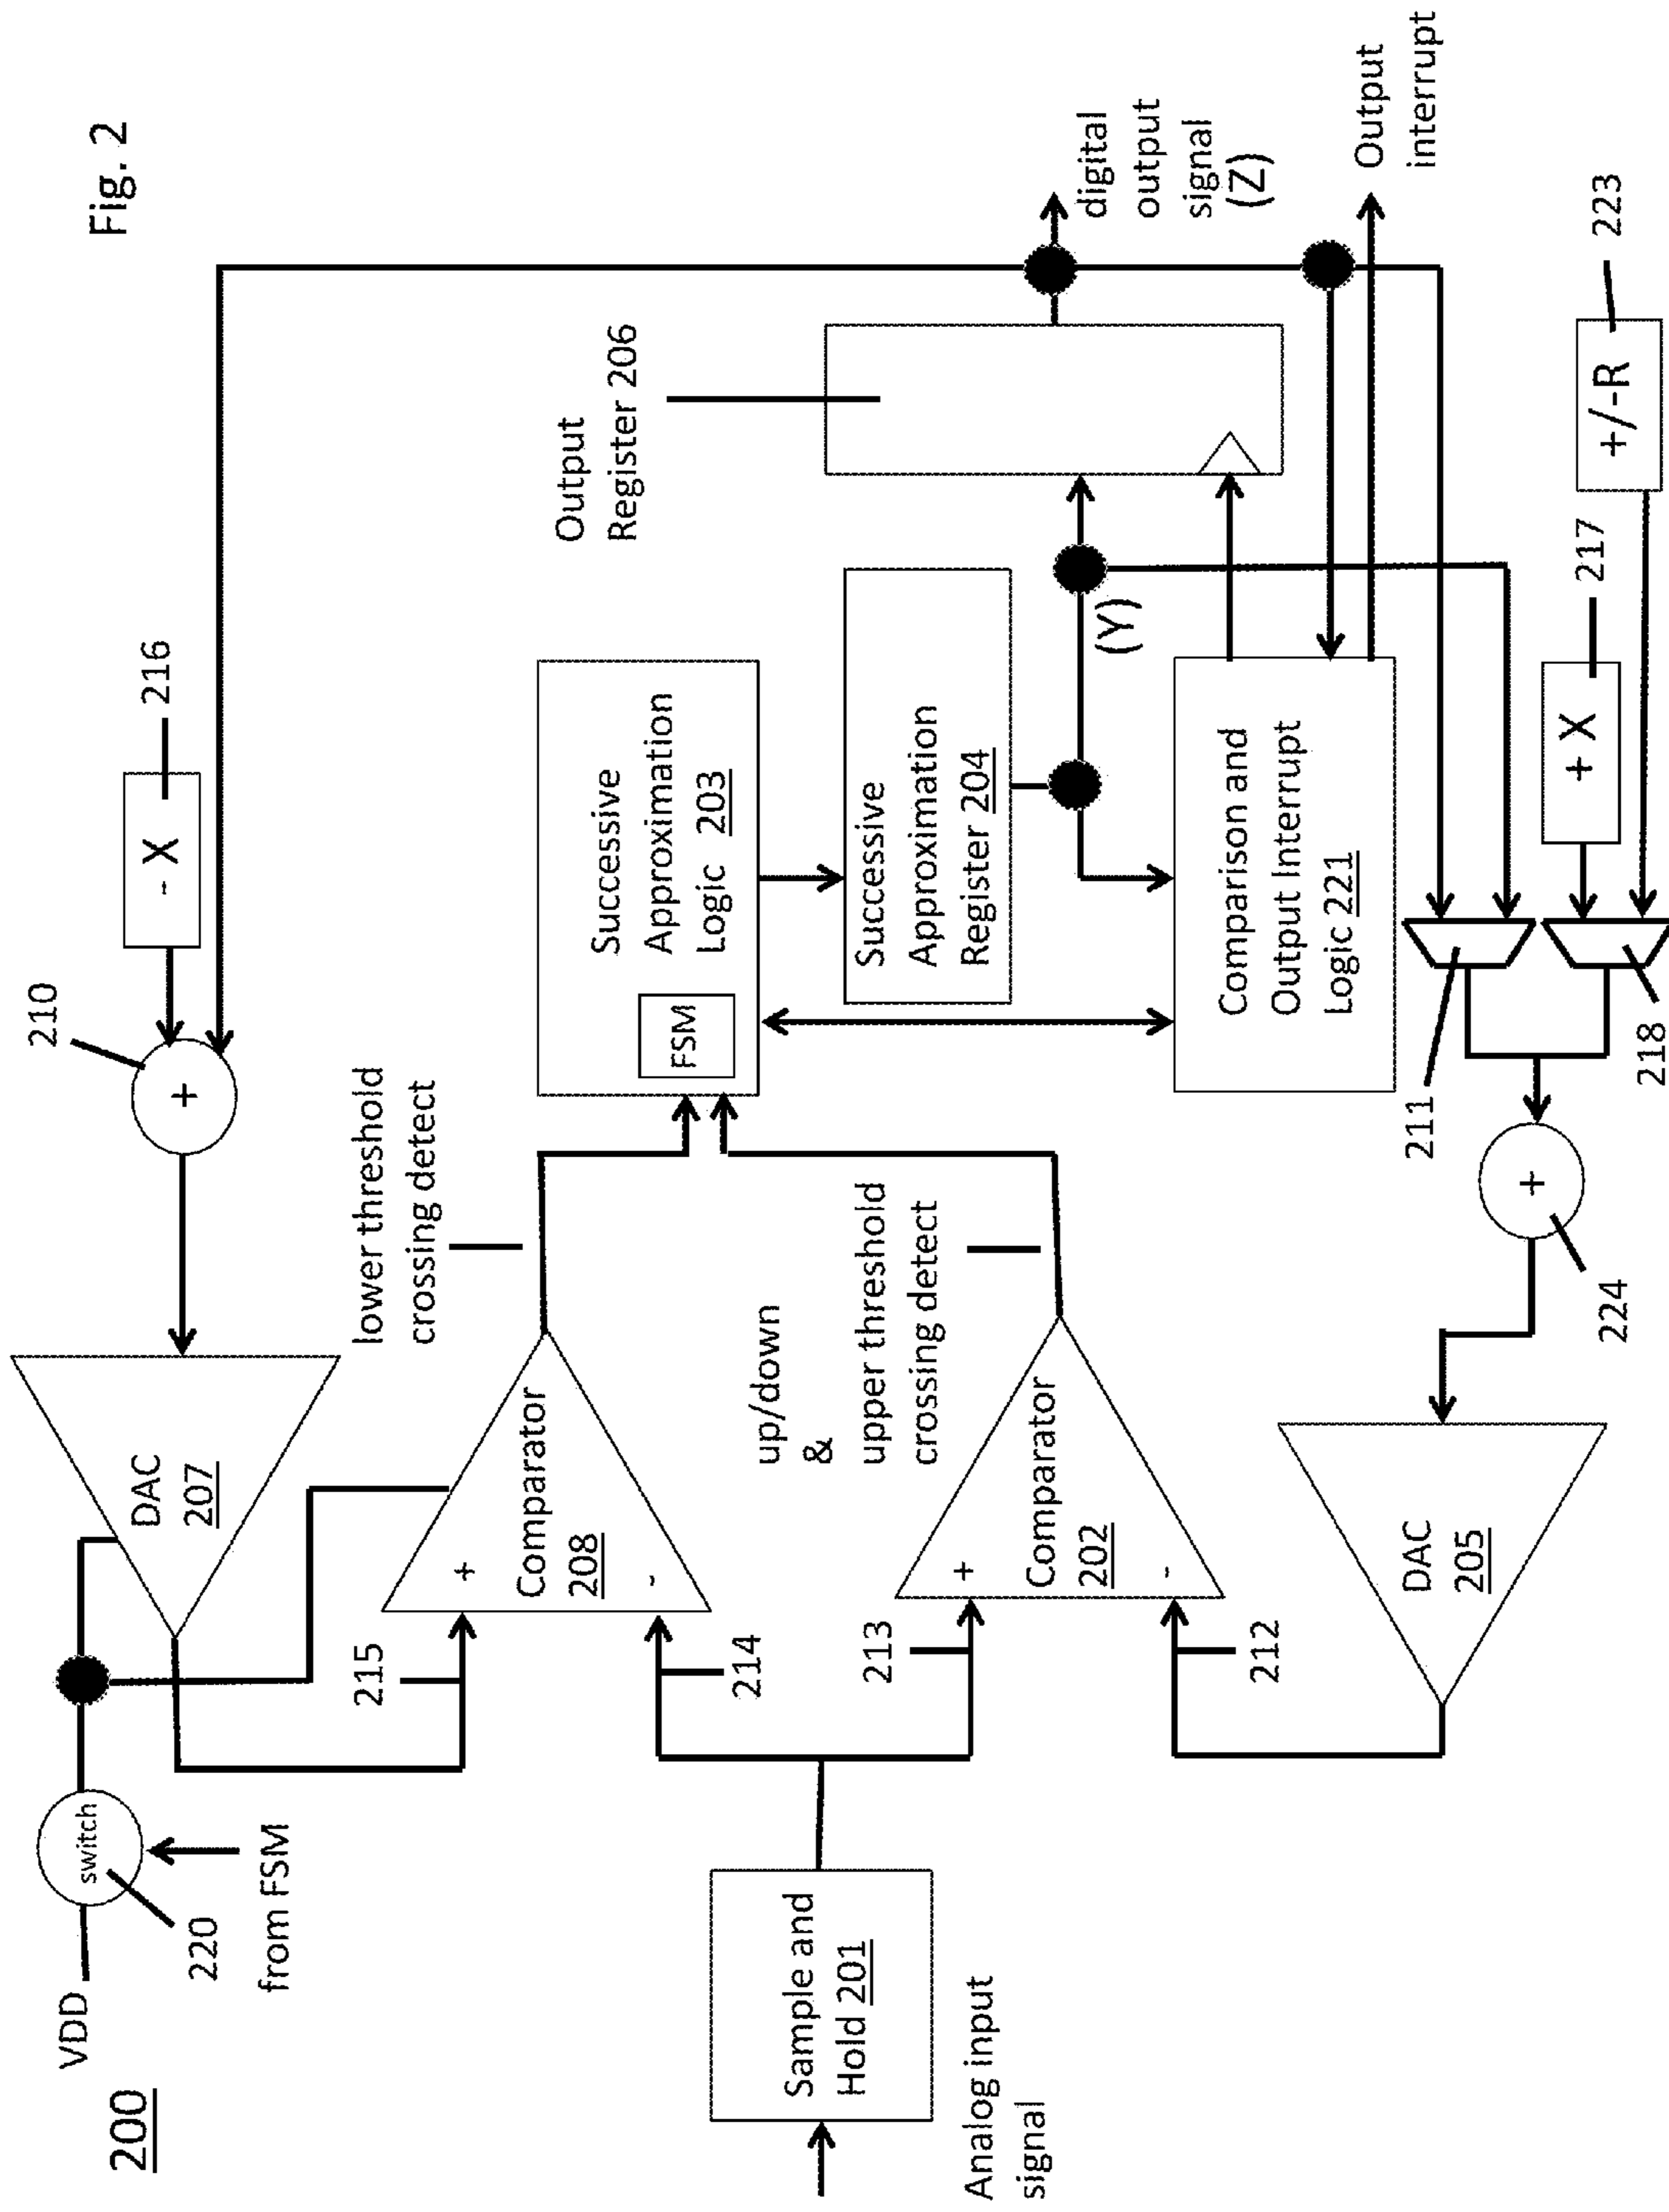 Fig. 2
200
VDD
switch
220
from FSM
DAC
207
210
- X
216
lower threshold
crossing detect
215
+
Comparator
208
-
214
+
Output
Register 206
Successive
Approximation
Logic 203
FSM
up/down
&
upper threshold
crossing detect
Sample and
Hold 201
Analog input
signal
213
+
Comparator
202
-
212
Successive
Approximation
Register 204
(Y)
digital
output
signal
(Z)
Comparison and
Output Interrupt
Logic 221
Output
interrupt
DAC
205
+
224
211
218
+ X
217
+/-R
223